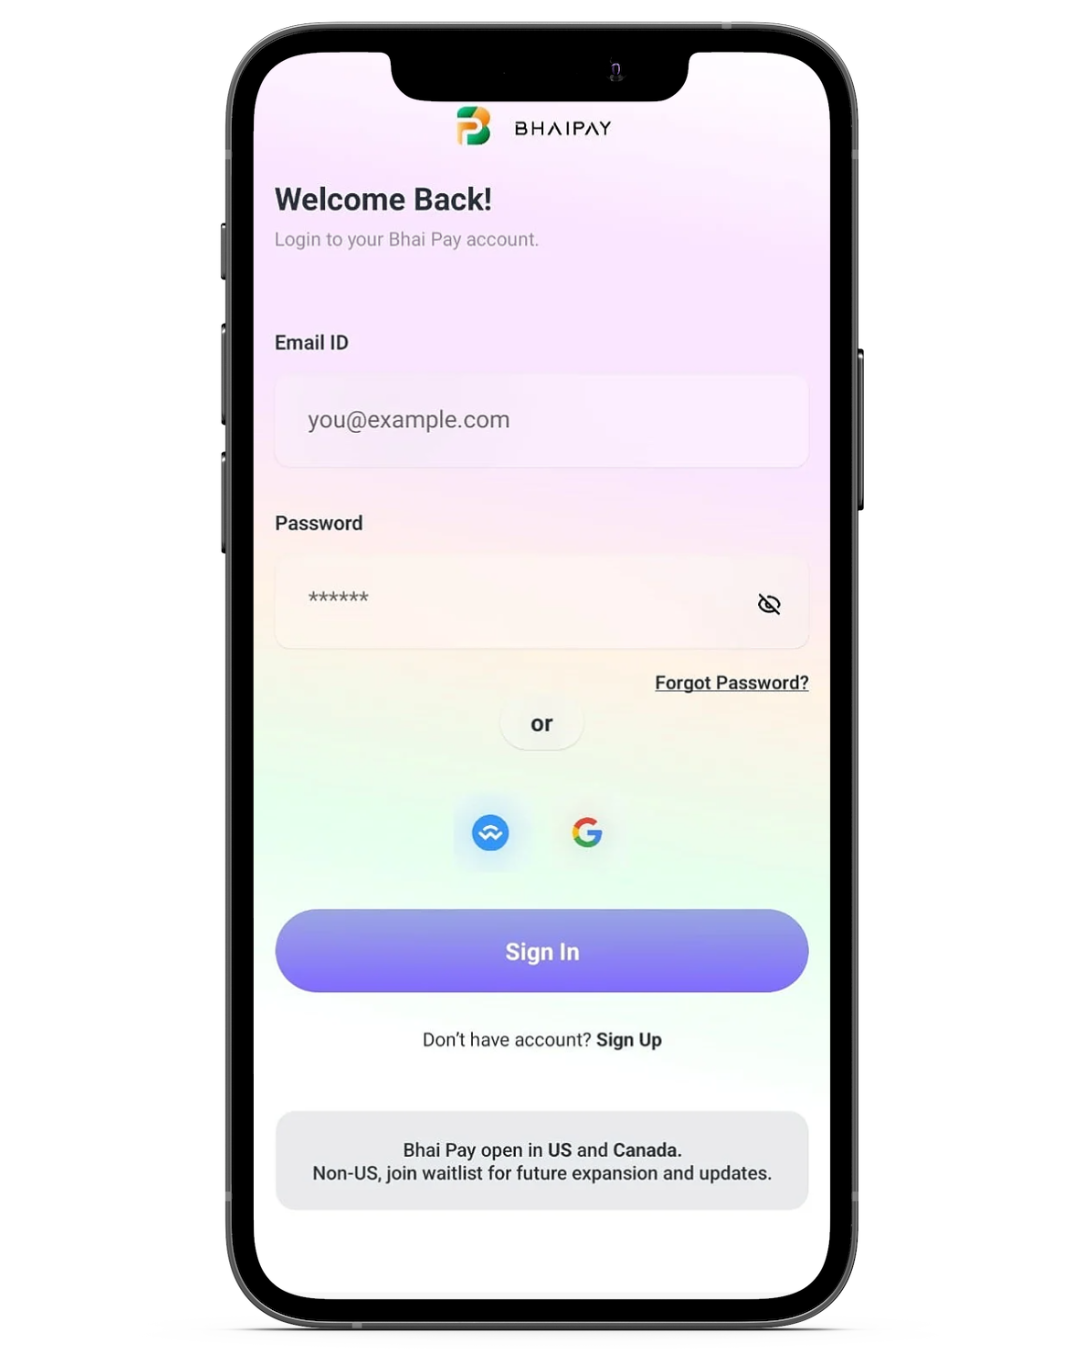 BHAIPAY
Welcome Back!
Login to your Bhai Pay account.
Email ID
you@example.com
Password
******
Forgot Password?
or
Sign In
Don't have account? Sign Up
Bhai Pay open in US and Canada.
Non-US, join waitlist for future expansion and updates.